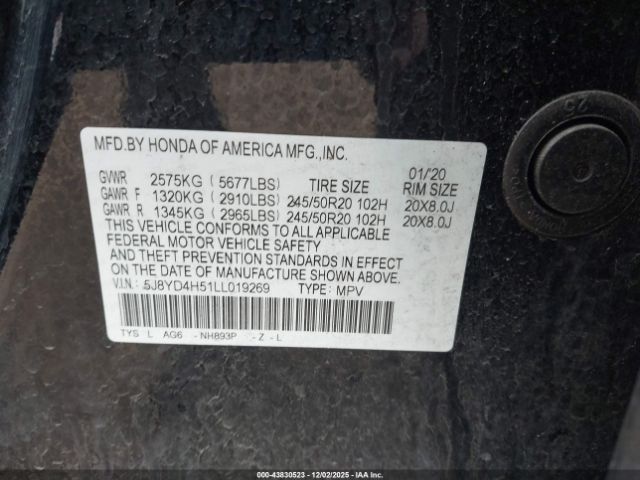 25
MFD.BY HONDA OF AMERICA MFG.,INC.
01/20
GVWR 2575KG ( 5677LBS) TIRE SIZE RIM SIZE
GAWR F 1320KG ( 2910LBS) 245/50R20 102H 20X8.0J
GAWR R 1345KG ( 2965LBS) 245/50R20 102H 20X8.0J
THIS VEHICLE CONFORMS TO ALL APPLICABLE
FEDERAL MOTOR VEHICLE SAFETY
AND THEFT PREVENTION STANDARDS IN EFFECT
ON THE DATE OF MANUFACTURE SHOWN ABOVE.
V.I.N.: 5J8YD4H51LL019269 TYPE: MPV
TYS L AG6 -NH893P -Z -L
000-43830523 - 12/02/2025 - IAAI.COM